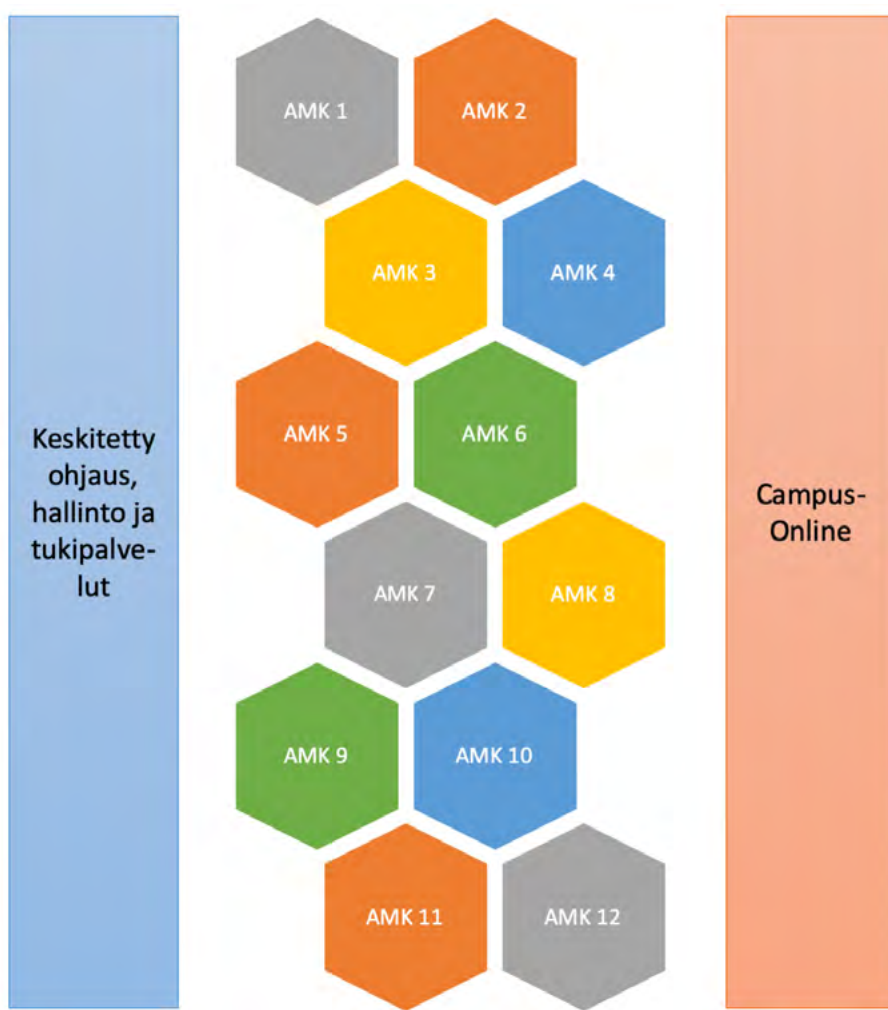 AMK 1
AMK 2
AMK 3
AMK 4
Keskitetty
ohjaus,
hallinto ja
tukipalve-
lut
AMK 5
AMK 6
Campus-
Online
AMK 7
AMK 8
AMK 9
AMK 10
AMK 11
AMK 12